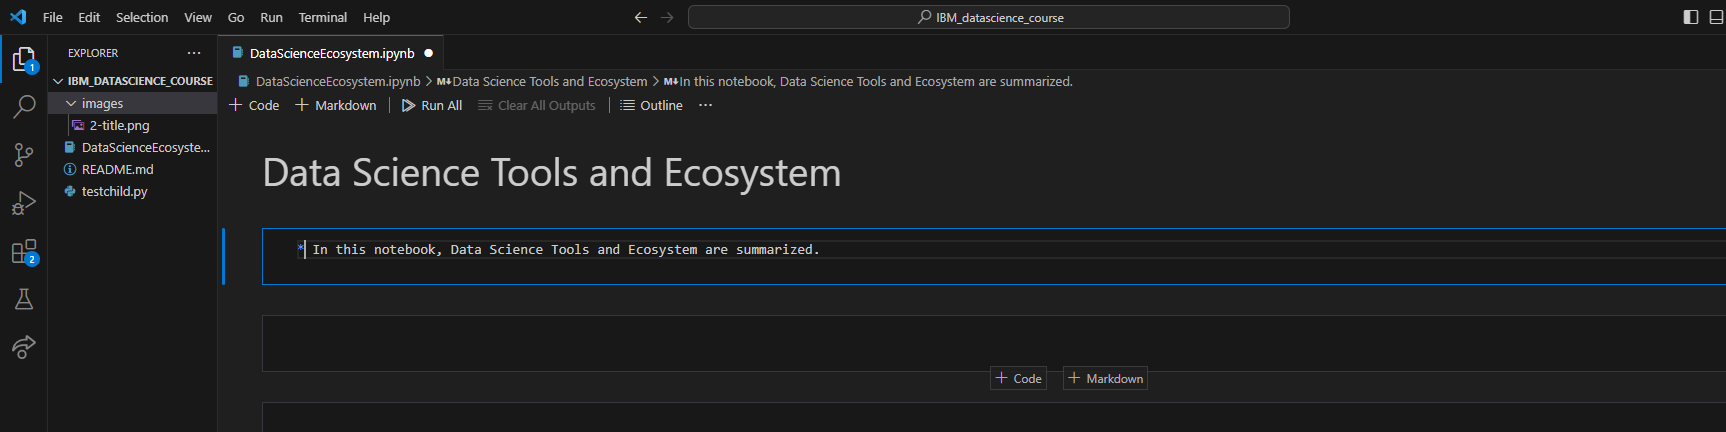 File Edit Selection View Go Run Terminal Help
IBM_datascience_course
EXPLORER
IBM_DATASCIENCE_COURSE
images
2-title.png
DataScienceEcosyste...
README.md
testchild.py
1
2
DataScienceEcosystem.ipynb
DataScienceEcosystem.ipynb > M↓Data Science Tools and Ecosystem > M↓In this notebook, Data Science Tools and Ecosystem are summarized.
+ Code + Markdown Run All Clear All Outputs Outline ...
Data Science Tools and Ecosystem
* In this notebook, Data Science Tools and Ecosystem are summarized.
+ Code + Markdown